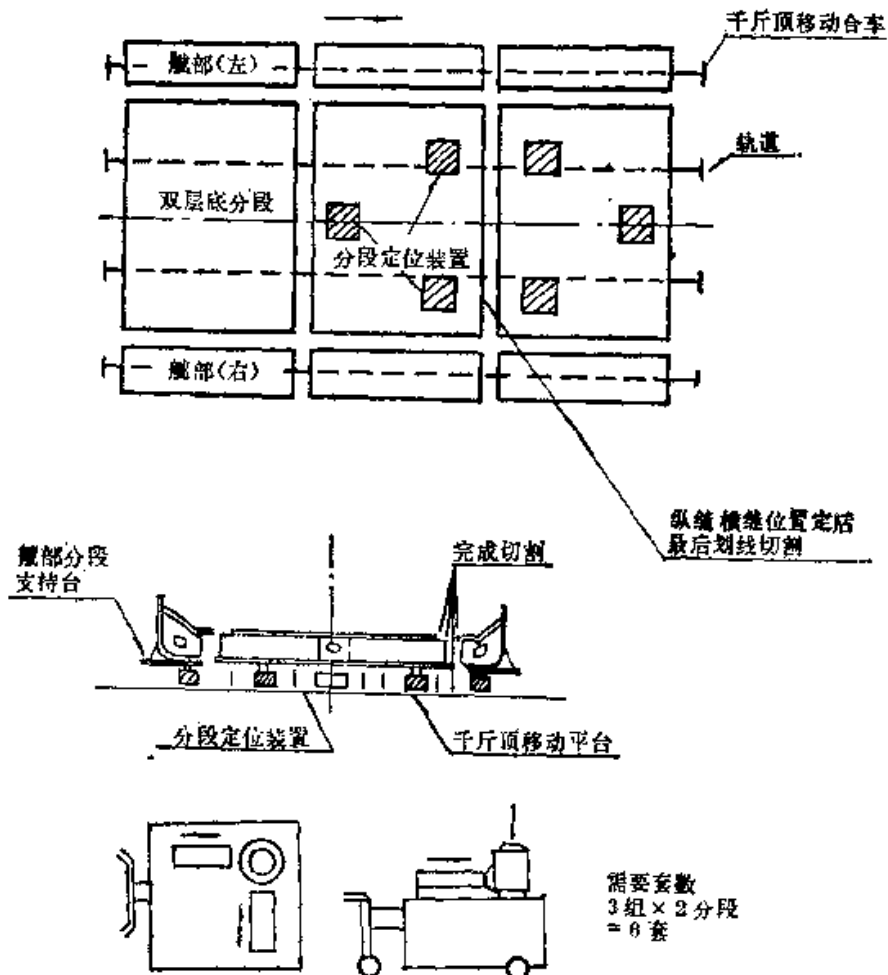 千斤顶移动台车
舭部(左)
轨道
双层底分段
分段定位装置
舭部(右)
纵缝横缝位置定后
最后划线切割
舭部分段
支持台
完成切割
分段定位装置
千斤顶移动平台
需要套数
3组×2分段
=6套